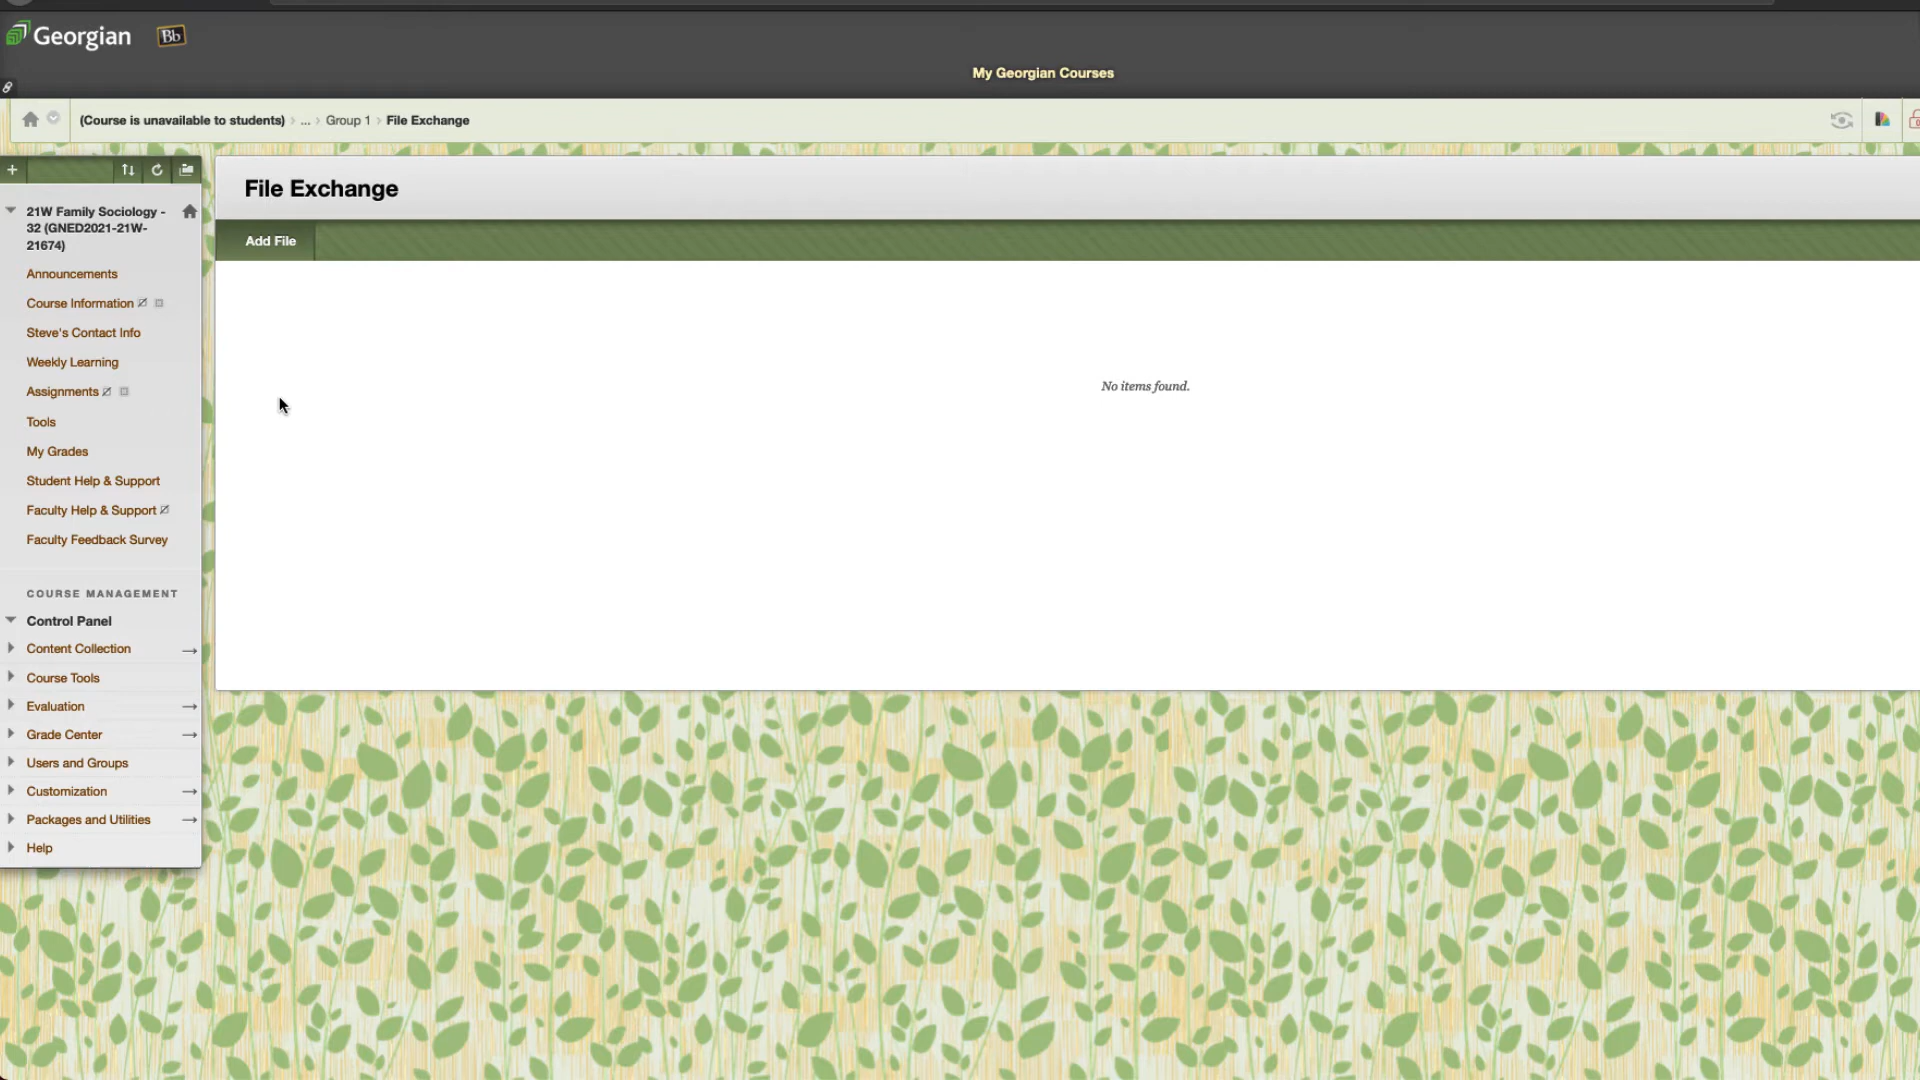 Georgian
Bb
My Georgian Courses
(Course is unavailable to students) › ... › Group 1 › File Exchange
21W Family Sociology -
32 (GNED2021-21W-
21674)
Announcements
Course Information
Steve's Contact Info
Weekly Learning
Assignments
Tools
My Grades
Student Help & Support
Faculty Help & Support
Faculty Feedback Survey
COURSE MANAGEMENT
Control Panel
Content Collection
Course Tools
Evaluation
Grade Center
Users and Groups
Customization
Packages and Utilities
Help
File Exchange
Add File
No items found.